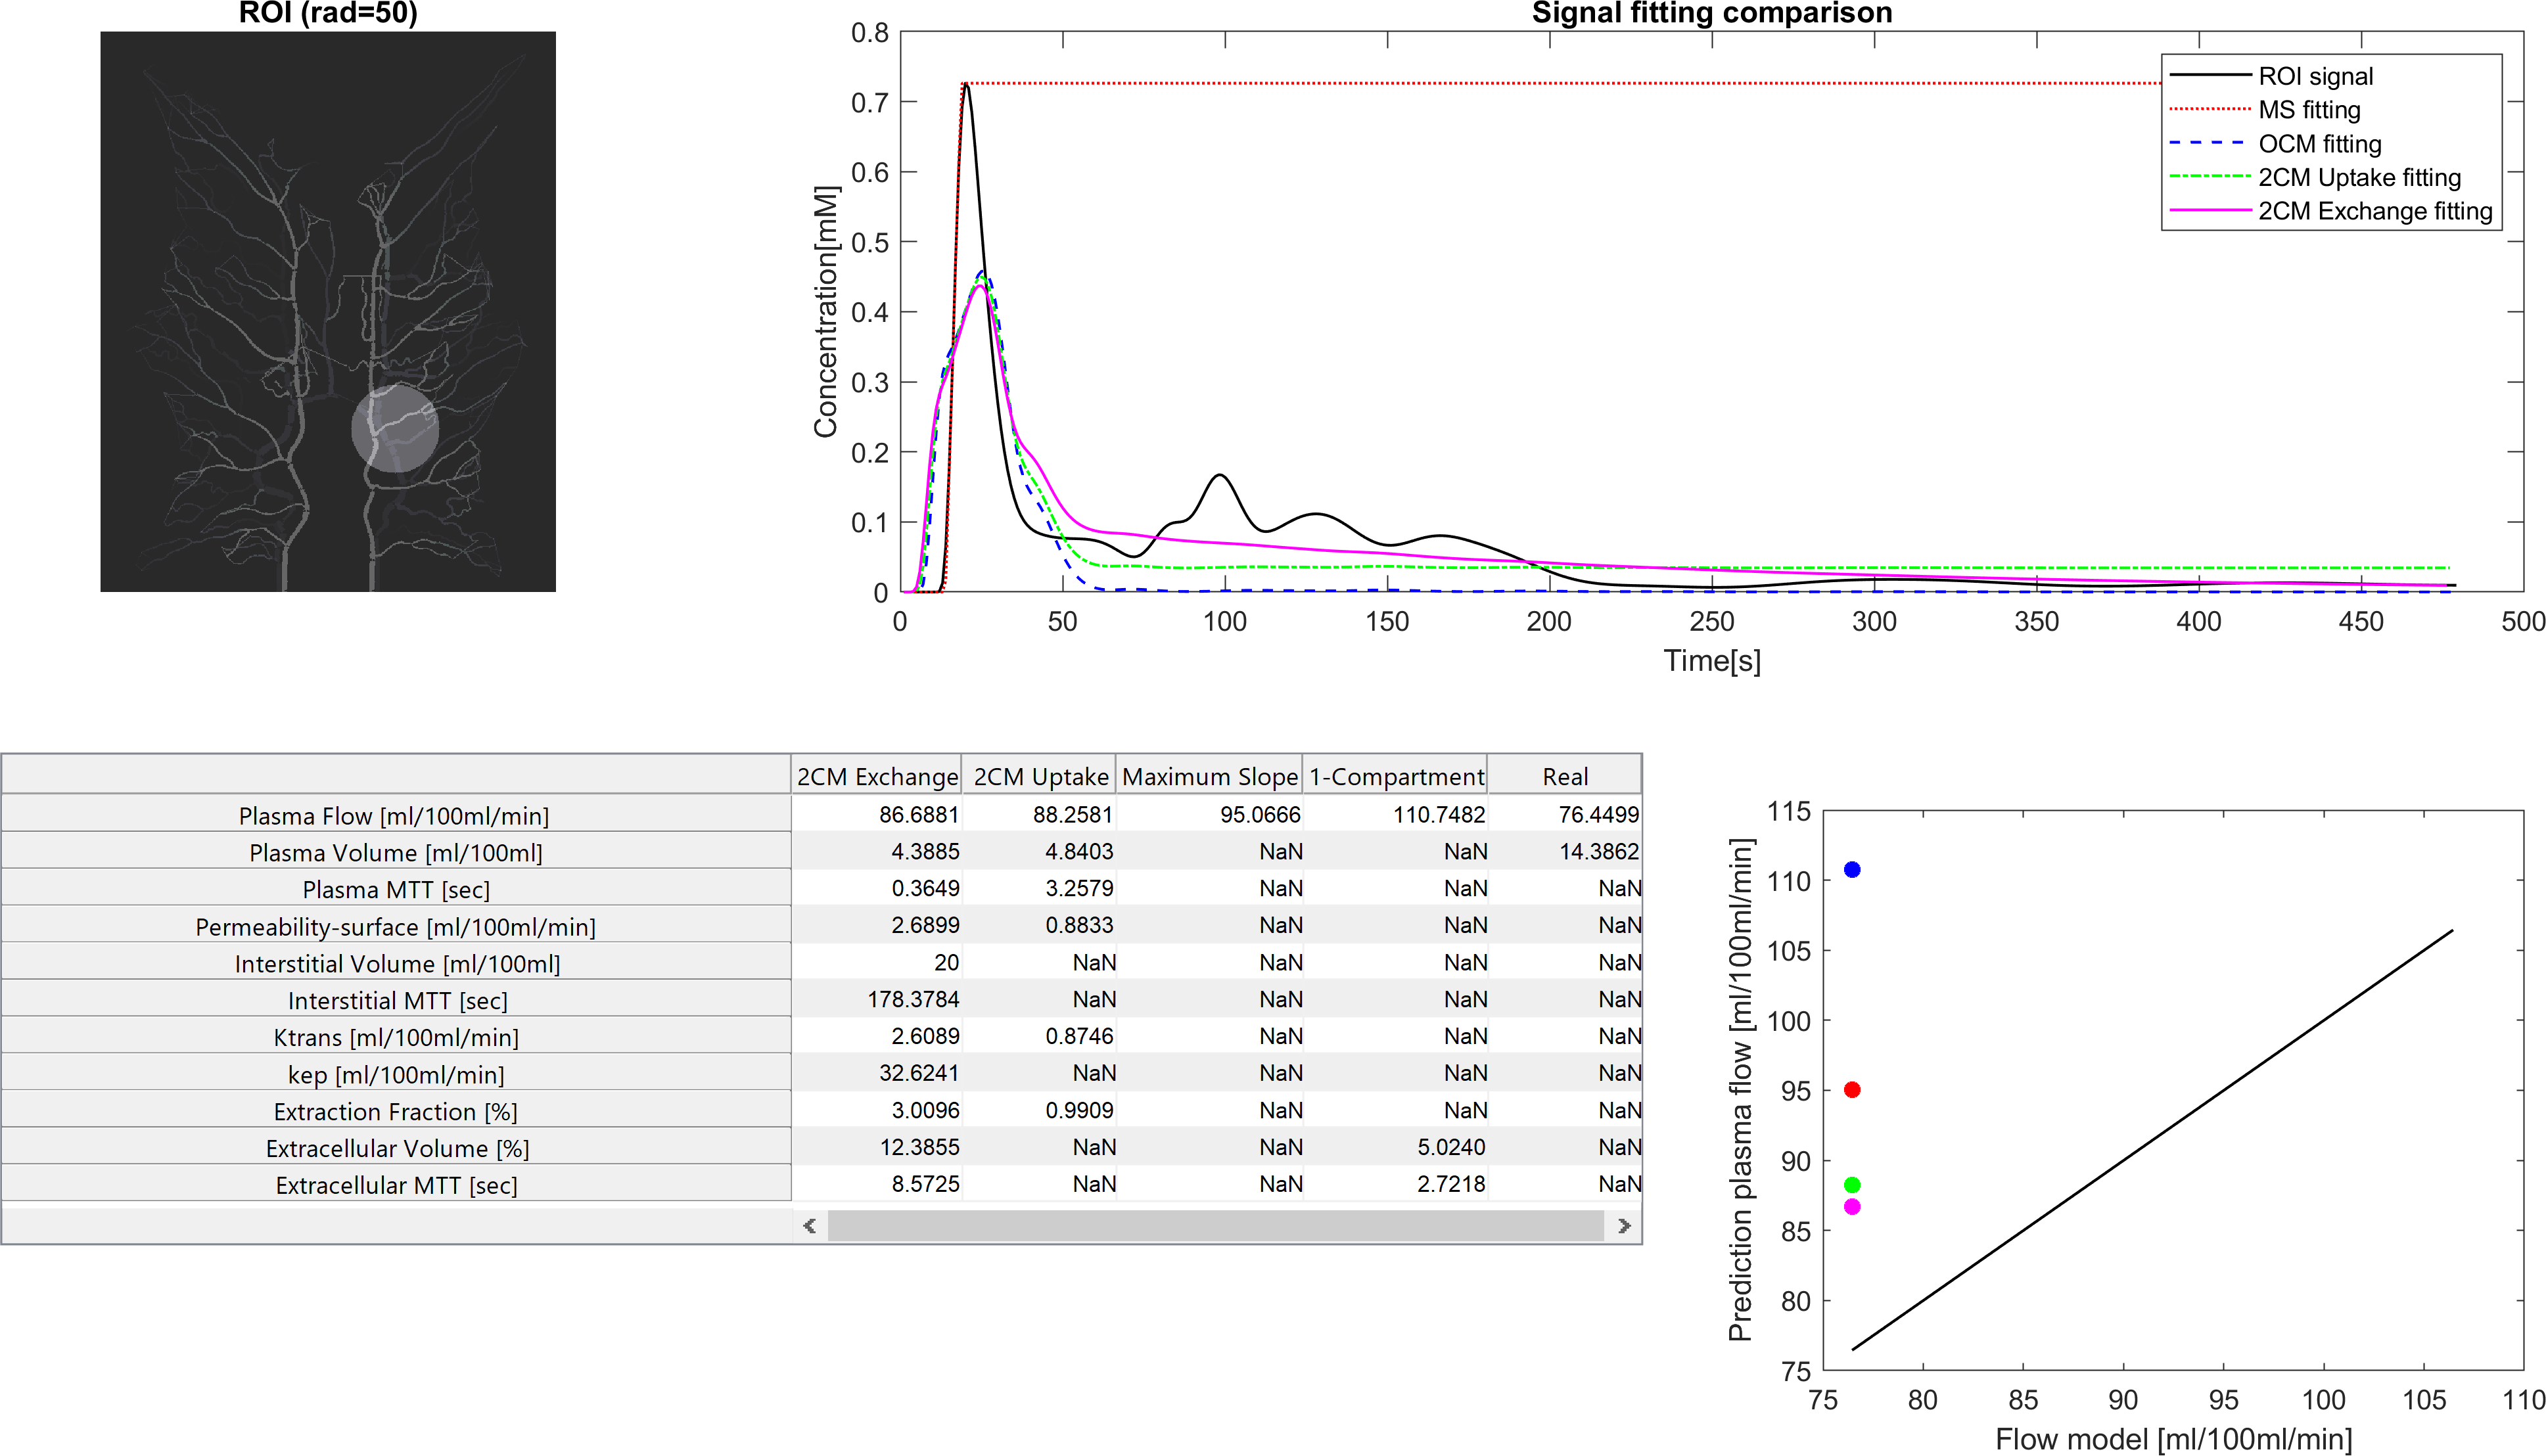 ROI (rad=50)
Signal fitting comparison
Concentration[mM]
0.8
0.7
0.6
0.5
0.4
0.3
0.2
0.1
0
0 50 100 150 200 250 300 350 400 450 500
Time[s]
ROI signal
MS fitting
OCM fitting
2CM Uptake fitting
2CM Exchange fitting
2CM Exchange 2CM Uptake Maximum Slope 1-Compartment Real
Plasma Flow [ml/100ml/min] 86.6881 88.2581 95.0666 110.7482 76.4499
Plasma Volume [ml/100ml] 4.3885 4.8403 NaN NaN 14.3862
Plasma MTT [sec] 0.3649 3.2579 NaN NaN NaN
Permeability-surface [ml/100ml/min] 2.6899 0.8833 NaN NaN NaN
Interstitial Volume [ml/100ml] 20 NaN NaN NaN NaN
Interstitial MTT [sec] 178.3784 NaN NaN NaN NaN
Ktrans [ml/100ml/min] 2.6089 0.8746 NaN NaN NaN
kep [ml/100ml/min] 32.6241 NaN NaN NaN NaN
Extraction Fraction [%] 3.0096 0.9909 NaN NaN NaN
Extracellular Volume [%] 12.3855 NaN NaN 5.0240 NaN
Extracellular MTT [sec] 8.5725 NaN NaN 2.7218 NaN
Prediction plasma flow [ml/100ml/min]
115
110
105
100
95
90
85
80
75
75 80 85 90 95 100 105 110
Flow model [ml/100ml/min]